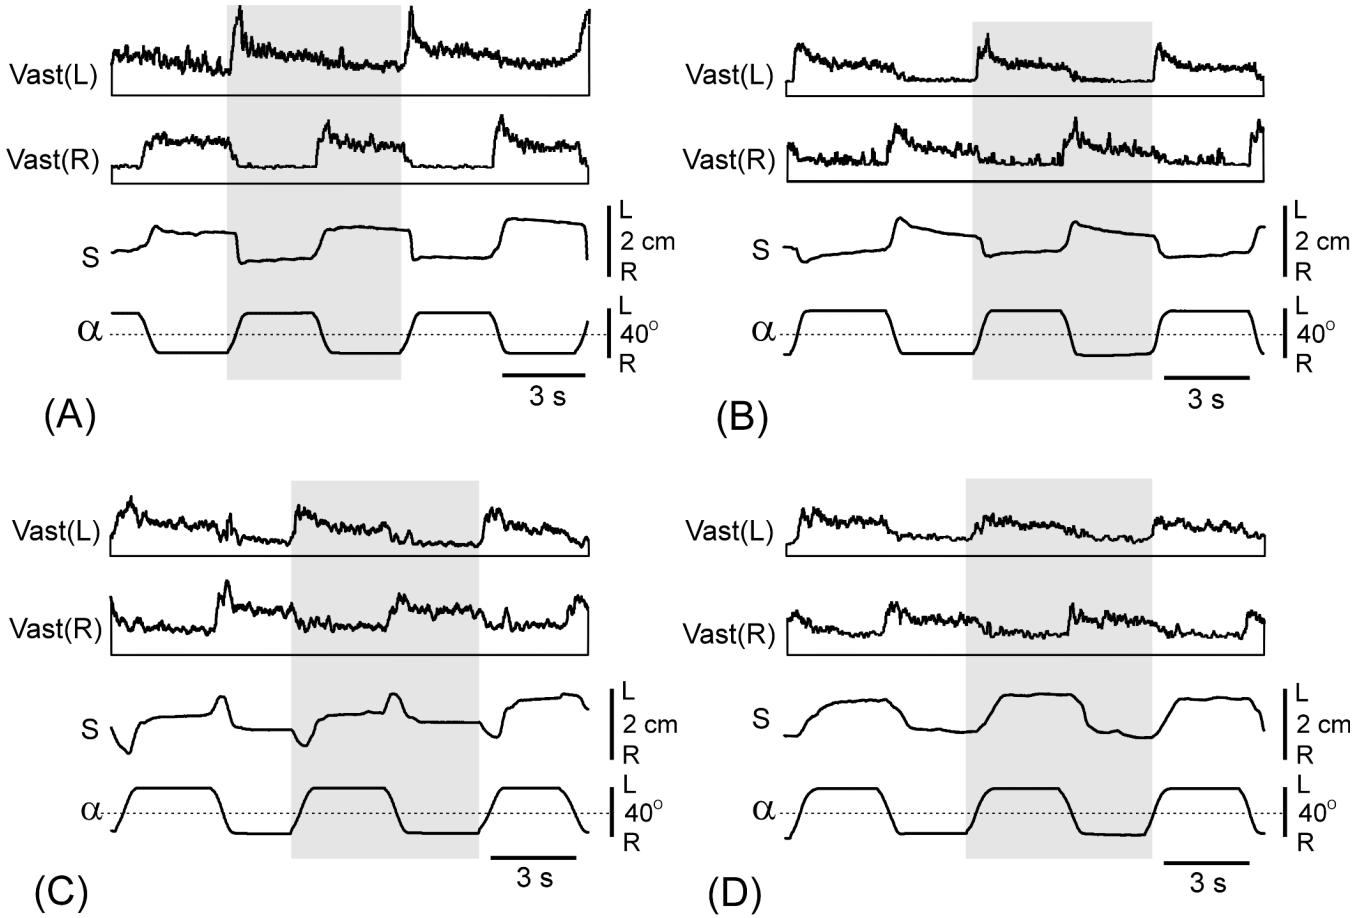 Vast(L)
Vast(R)
S
L
2 cm
R
α
L
40°
R
3 s
(A)
Vast(L)
Vast(R)
S
L
2 cm
R
α
L
40°
R
3 s
(B)
Vast(L)
Vast(R)
S
L
2 cm
R
α
L
40°
R
3 s
(C)
Vast(L)
Vast(R)
S
L
2 cm
R
α
L
40°
R
3 s
(D)